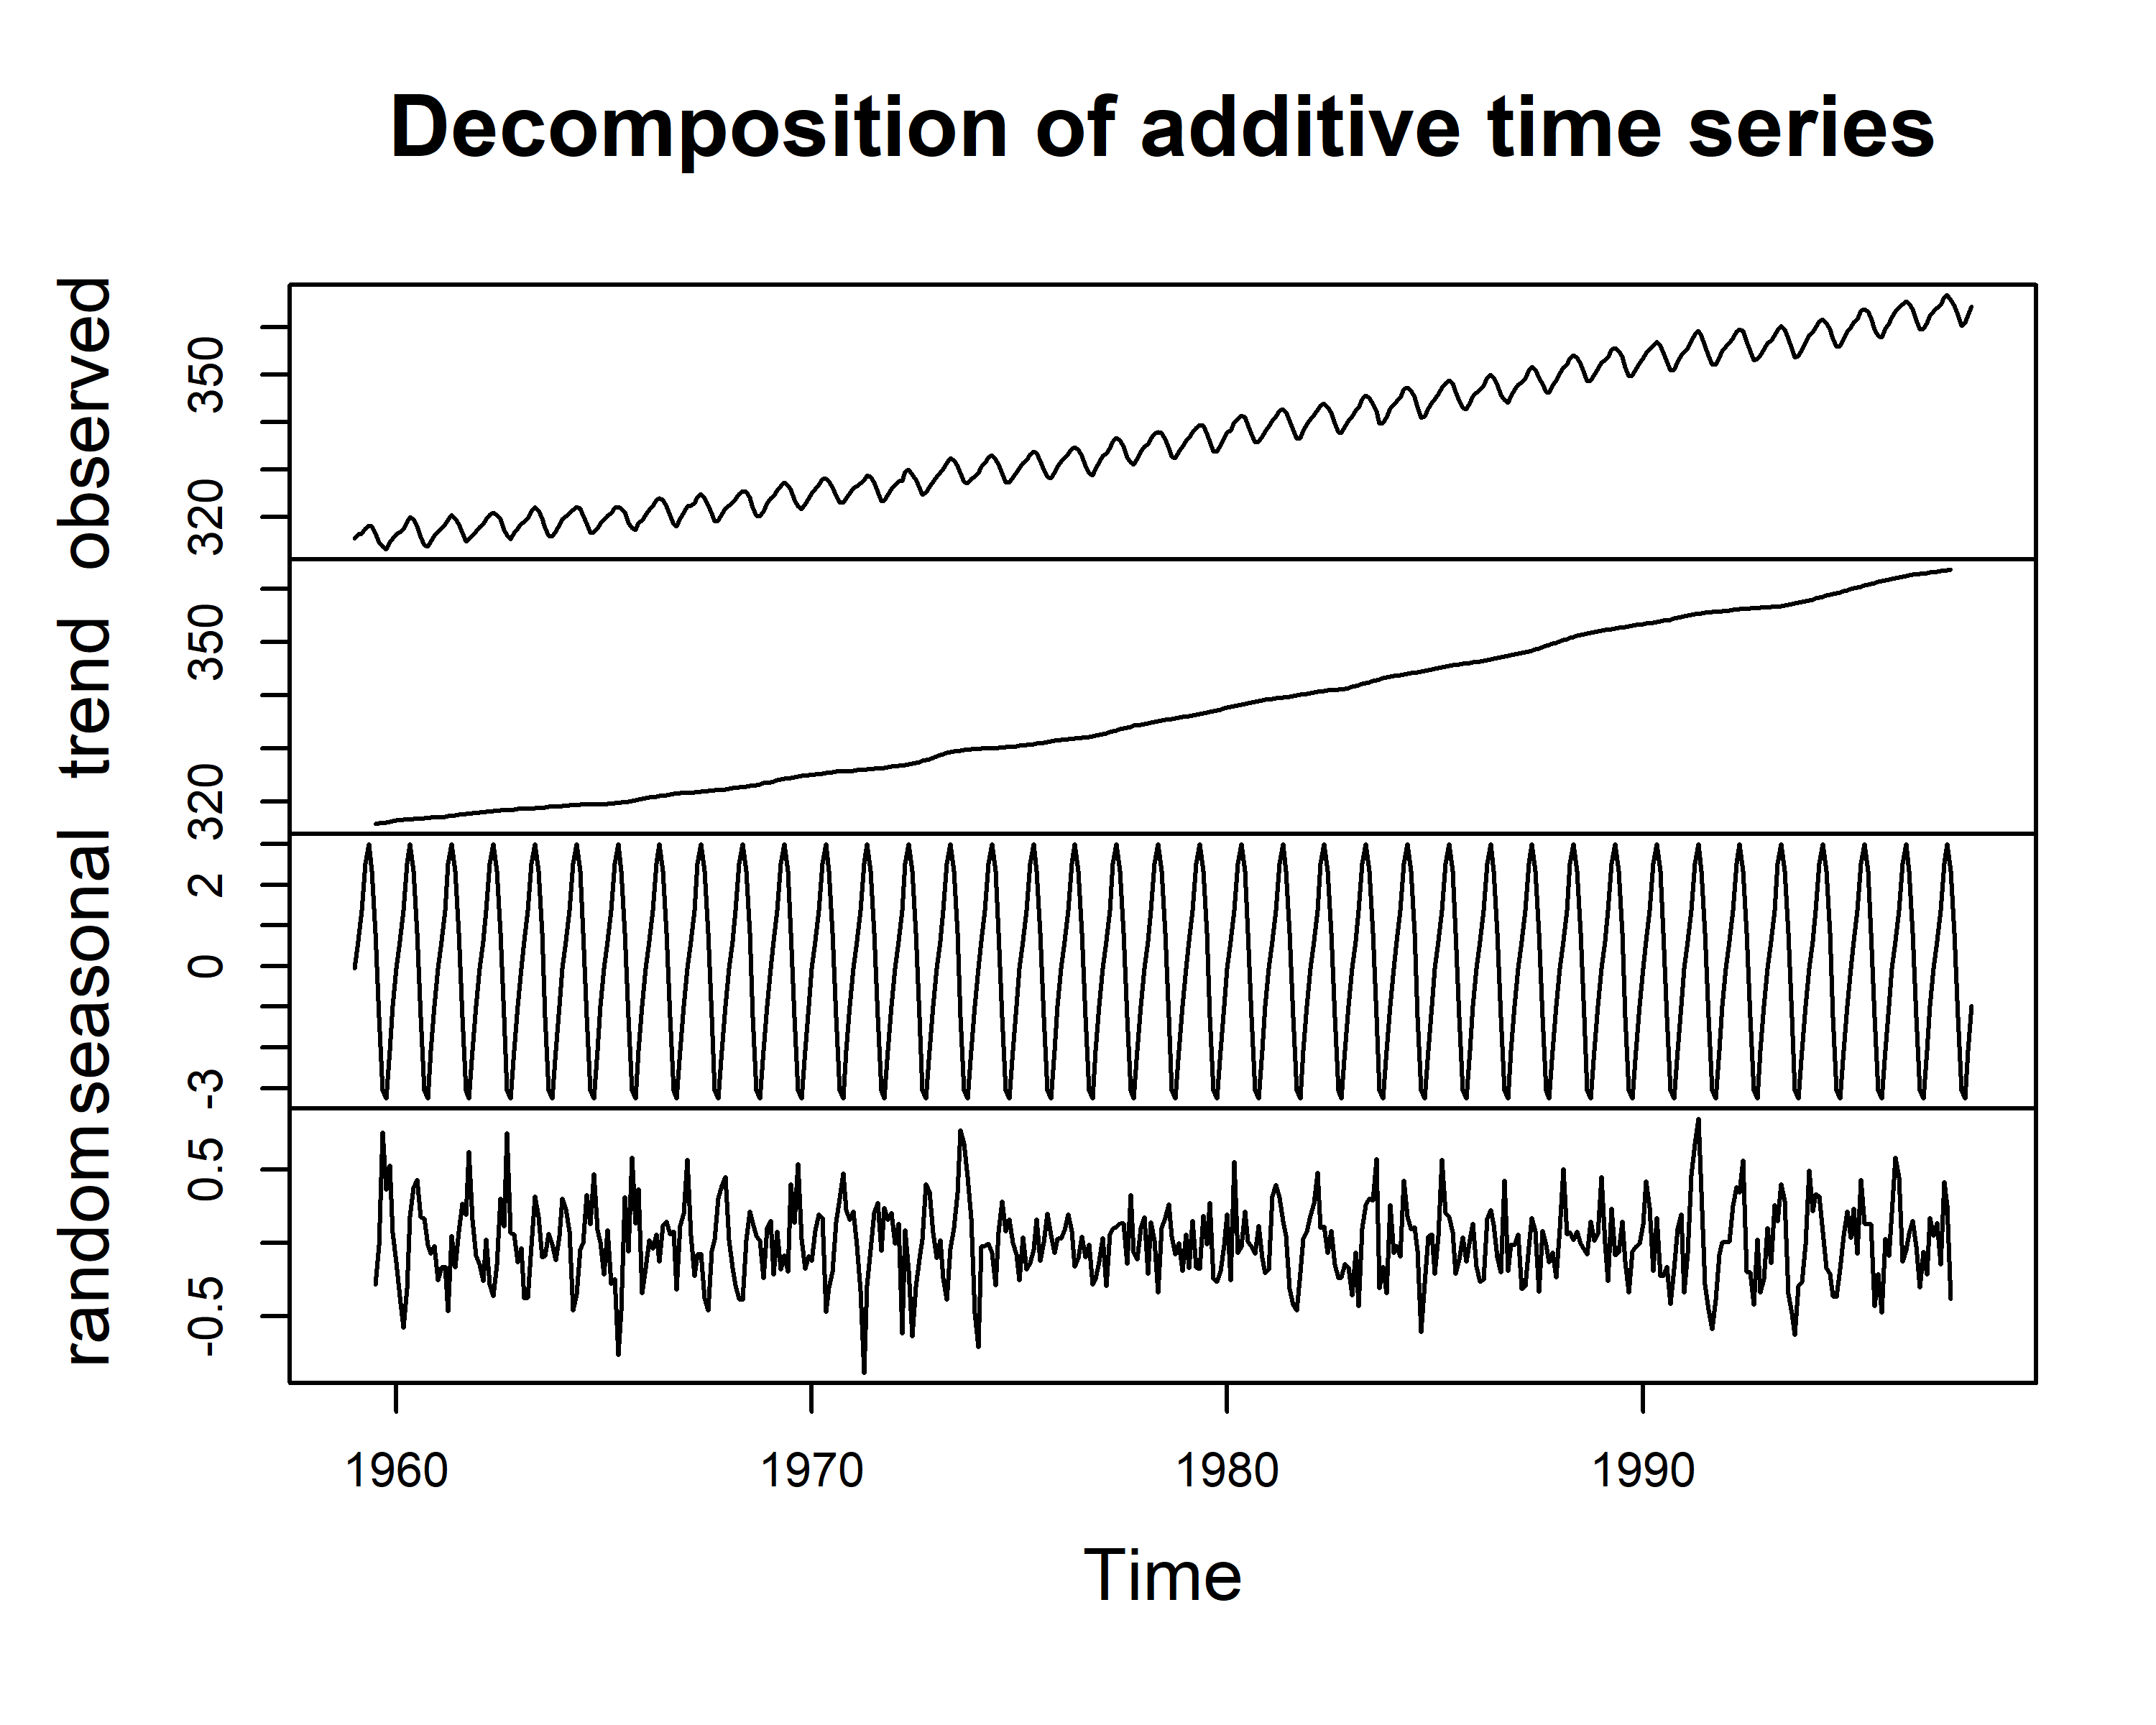 Decomposition of additive time series
observed
350
320
trend
350
320
seasonal
2
0
-3
random
0.5
-0.5
1960 1970 1980 1990
Time